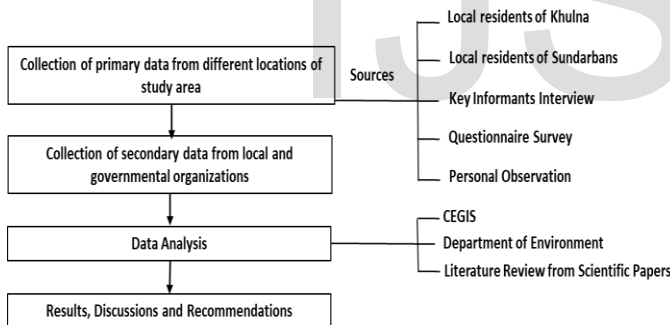 IJS
Local residents of Khulna
Collection of primary data from different locations of
study area
Sources
Local residents of Sundarbans
Key Informants Interview
Questionnaire Survey
Personal Observation
Collection of secondary data from local and
governmental organizations
Data Analysis
CEGIS
Department of Environment
Literature Review from Scientific Papers
Results, Discussions and Recommendations